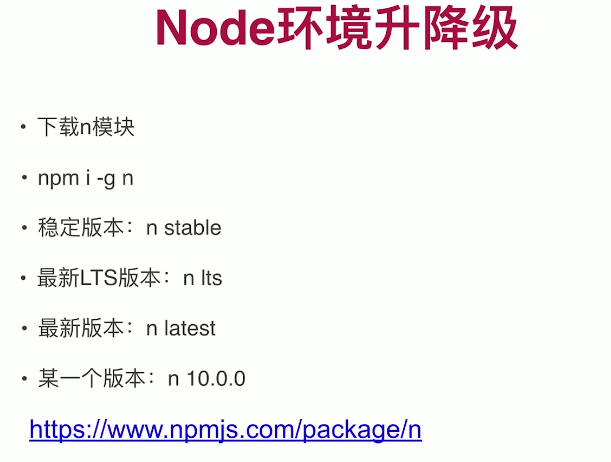 Node环境升降级
• 下载n模块
• npm i -g n
• 稳定版本：n stable
• 最新LTS版本：n lts
• 最新版本：n latest
• 某一个版本：n 10.0.0
https://www.npmjs.com/package/n